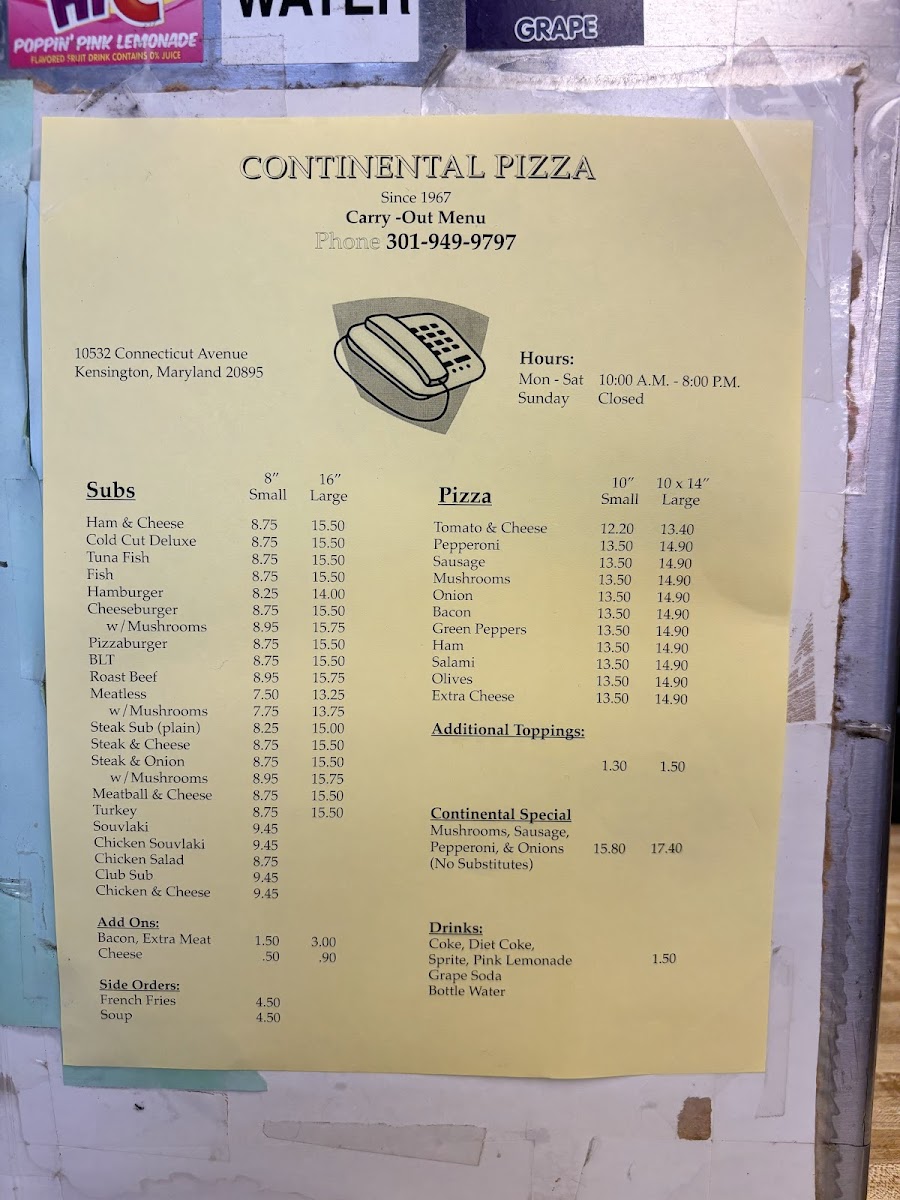 HI-C
POPPIN' PINK LEMONADE
FLAVORED FRUIT DRINK CONTAINS 0% JUICE
WATER
GRAPE
CONTINENTAL PIZZA
Since 1967
Carry -Out Menu
Phone 301-949-9797
10532 Connecticut Avenue
Kensington, Maryland 20895
Hours:
Mon - Sat 10:00 A.M. - 8:00 P.M.
Sunday Closed
Subs 8” Small 16” Large
Ham & Cheese 8.75 15.50
Cold Cut Deluxe 8.75 15.50
Tuna Fish 8.75 15.50
Fish 8.75 15.50
Hamburger 8.25 14.00
Cheeseburger 8.75 15.50
w/Mushrooms 8.95 15.75
Pizzaburger 8.75 15.50
BLT 8.75 15.50
Roast Beef 8.95 15.75
Meatless 7.50 13.25
w/Mushrooms 7.75 13.75
Steak Sub (plain) 8.25 15.00
Steak & Cheese 8.75 15.50
Steak & Onion 8.75 15.50
w/Mushrooms 8.95 15.75
Meatball & Cheese 8.75 15.50
Turkey 8.75 15.50
Souvlaki 9.45
Chicken Souvlaki 9.45
Chicken Salad 8.75
Club Sub 9.45
Chicken & Cheese 9.45
Add Ons:
Bacon, Extra Meat 1.50 3.00
Cheese .50 .90
Side Orders:
French Fries 4.50
Soup 4.50
Pizza 10” Small 10 x 14” Large
Tomato & Cheese 12.20 13.40
Pepperoni 13.50 14.90
Sausage 13.50 14.90
Mushrooms 13.50 14.90
Onion 13.50 14.90
Bacon 13.50 14.90
Green Peppers 13.50 14.90
Ham 13.50 14.90
Salami 13.50 14.90
Olives 13.50 14.90
Extra Cheese 13.50 14.90
Additional Toppings:
1.30 1.50
Continental Special
Mushrooms, Sausage,
Pepperoni, & Onions 15.80 17.40
(No Substitutes)
Drinks:
Coke, Diet Coke,
Sprite, Pink Lemonade 1.50
Grape Soda
Bottle Water